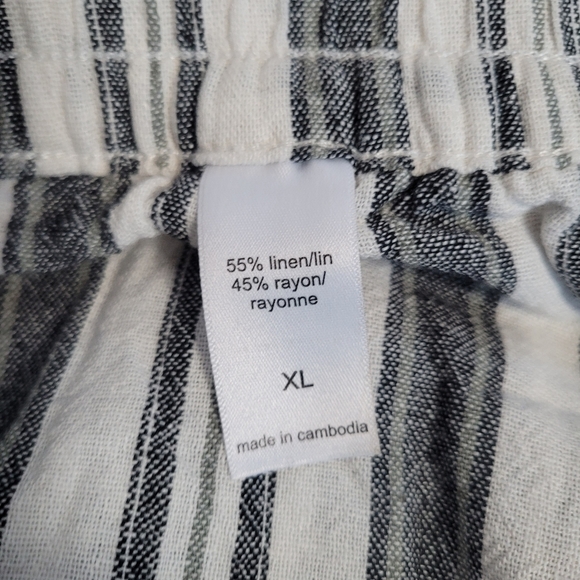 55% linen/lin
45% rayon/
rayonne
XL
made in cambodia